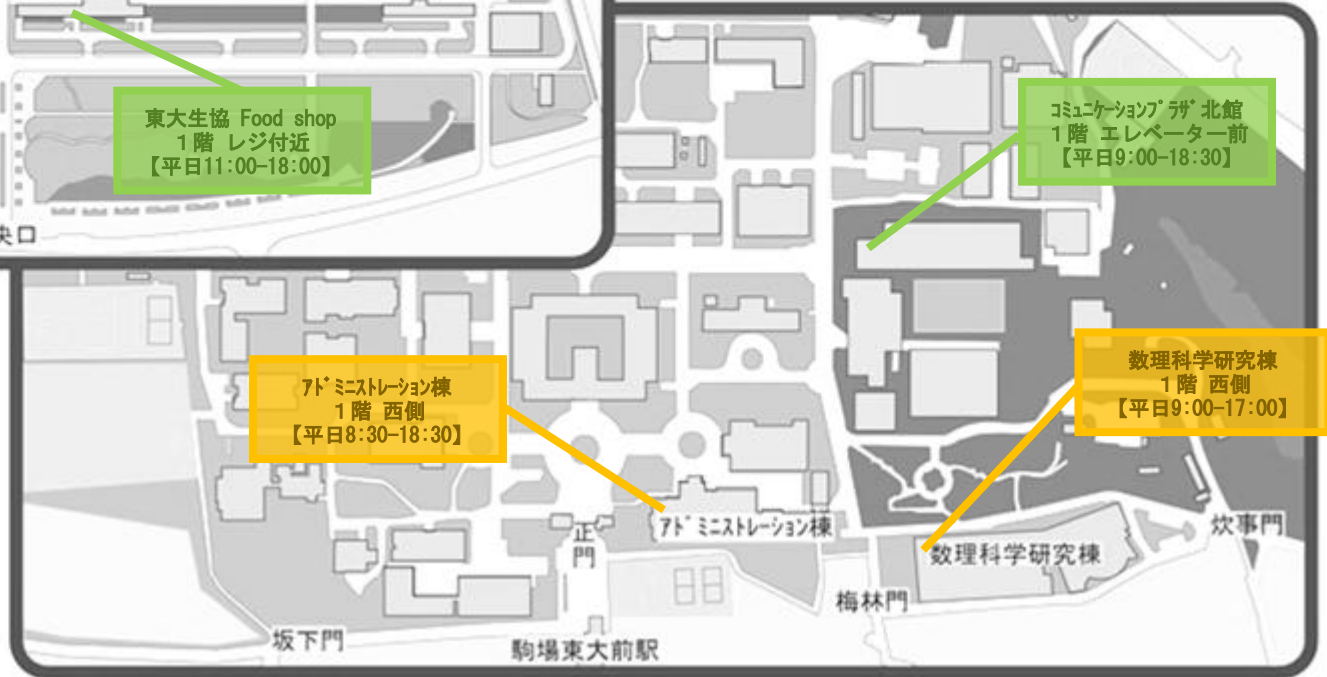 東大生協 Food shop
1階 レジ付近
【平日11:00-18:00】
央口
コミュニケーションプラザ北館
1階 エレベーター前
【平日9:00-18:30】
アドミニストレーション棟
1階 西側
【平日8:30-18:30】
数理科学研究棟
1階 西側
【平日9:00-17:00】
アドミニストレーション棟
正門
数理科学研究棟
炊事門
梅林門
坂下門
駒場東大前駅